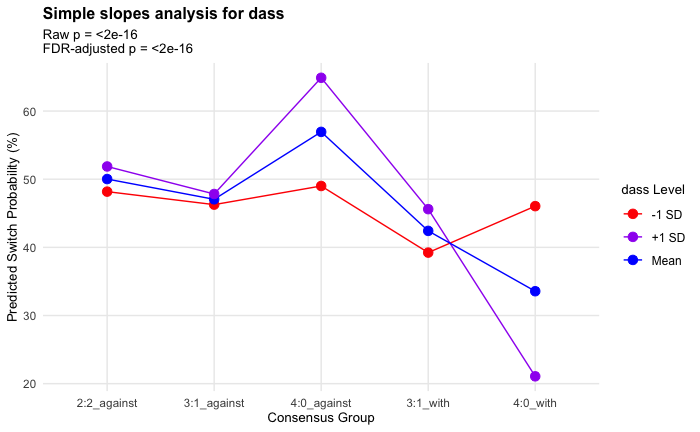 Simple slopes analysis for dass
Raw p = <2e-16
FDR-adjusted p = <2e-16
Predicted Switch Probability (%)
60
50
40
30
20
2:2_against
3:1_against
4:0_against
3:1_with
4:0_with
Consensus Group
dass Level
-1 SD
+1 SD
Mean